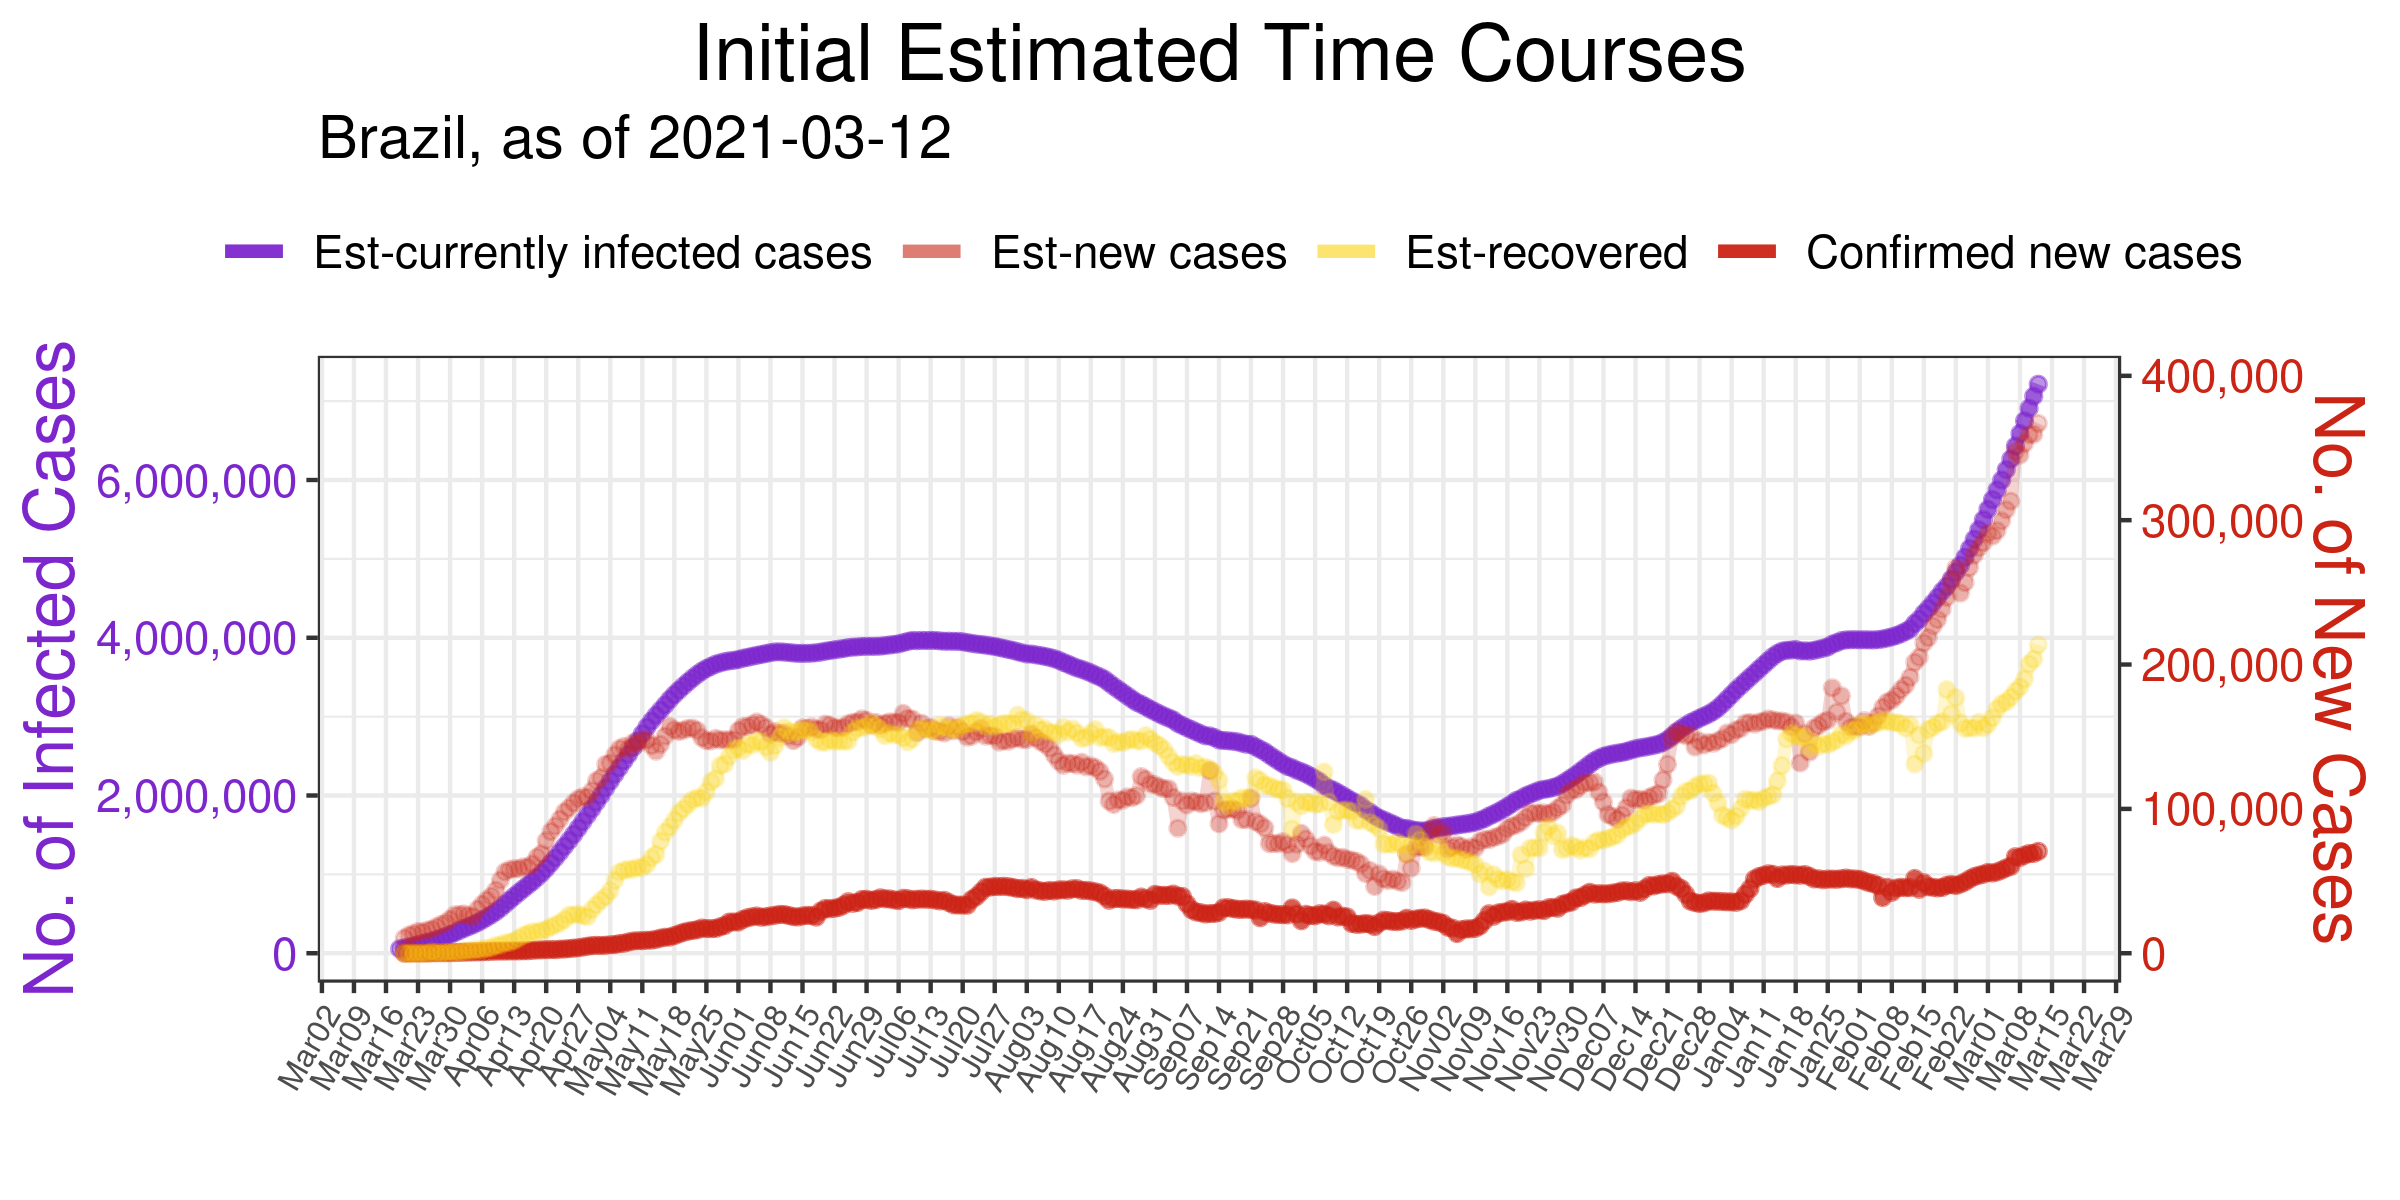 Initial Estimated Time Courses
Brazil, as of 2021-03-12
Est-currently infected cases Est-new cases Est-recovered Confirmed new cases
No. of Infected Cases
6,000,000
4,000,000
2,000,000
0
400,000
300,000
200,000
100,000
0
No. of New Cases
Mar02 Mar09 Mar16 Mar23 Mar30 Apr06 Apr13 Apr20 Apr27 May04 May11 May18 May25 Jun01 Jun08 Jun15 Jun22 Jun29 Jul06 Jul13 Jul20 Jul27 Aug03 Aug10 Aug17 Aug24 Aug31 Sep07 Sep14 Sep21 Sep28 Oct05 Oct12 Oct19 Oct26 Nov02 Nov09 Nov16 Nov23 Nov30 Dec07 Dec14 Dec21 Dec28 Jan04 Jan11 Jan18 Jan25 Feb01 Feb08 Feb15 Feb22 Mar01 Mar08 Mar15 Mar22 Mar29